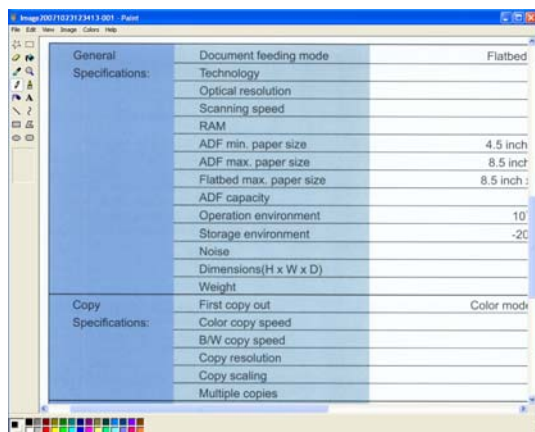 Image20071023123413-001 - Paint
File Edit View Image Colors Help
General Document feeding mode Flatbed
Specifications: Technology
Optical resolution
Scanning speed
RAM
ADF min. paper size 4.5 inch
ADF max. paper size 8.5 inch
Flatbed max. paper size 8.5 inch
ADF capacity
Operation environment 10
Storage environment -20
Noise
Dimensions(H x W x D)
Weight
Copy First copy out Color mode
Specifications: Color copy speed
B/W copy speed
Copy resolution
Copy scaling
Multiple copies